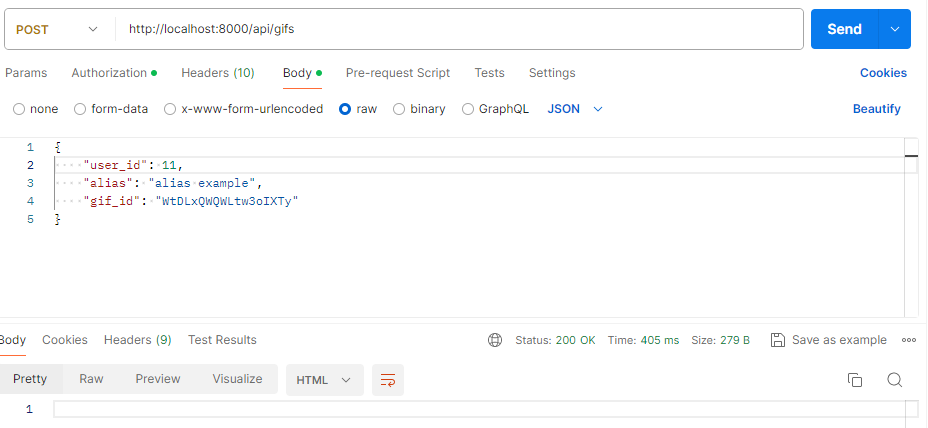 POST http://localhost:8000/api/gifs Send
Params Authorization Headers (10) Body Pre-request Script Tests Settings Cookies
none form-data x-www-form-urlencoded raw binary GraphQL JSON Beautify
1 {
2 "user_id": 11,
3 "alias": "alias example",
4 "gif_id": "WtDLxQWQWLtw3oIXTy"
5 }
Body Cookies Headers (9) Test Results Status: 200 OK Time: 405 ms Size: 279 B Save as example
Pretty Raw Preview Visualize HTML
1